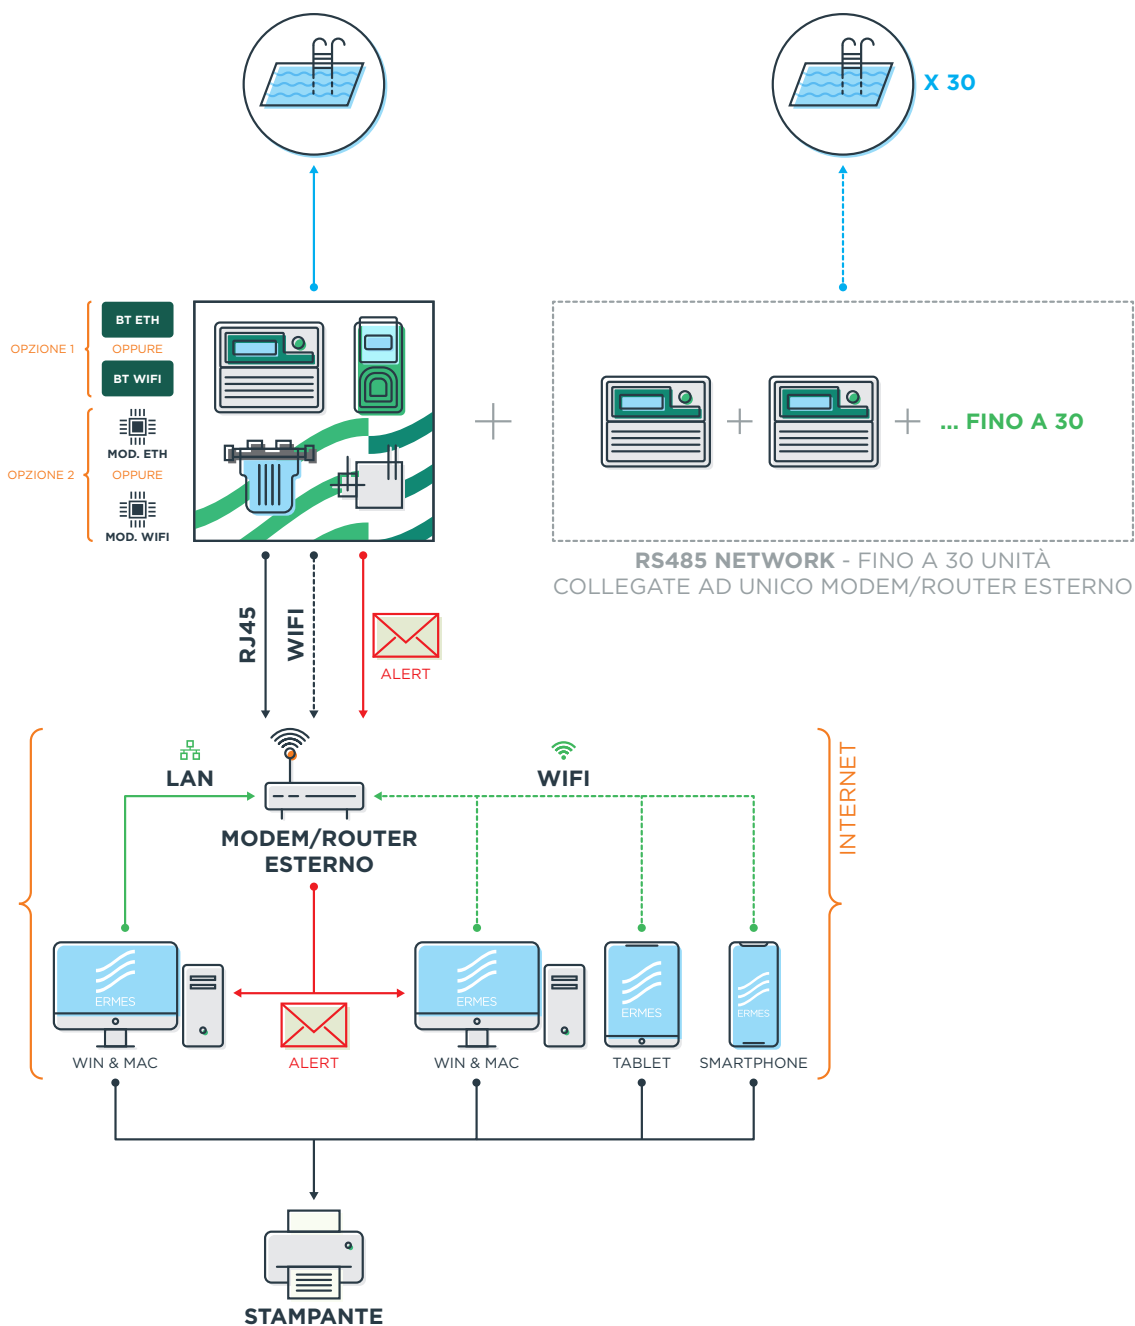 X 30
OPZIONE 1
BT ETH
OPPURE
BT WIFI
OPZIONE 2
MOD. ETH
OPPURE
MOD. WIFI
... FINO A 30
RS485 NETWORK - FINO A 30 UNITÀ
COLLEGATE AD UNICO MODEM/ROUTER ESTERNO
RJ45
WIFI
ALERT
LAN
WIFI
INTERNET
MODEM/ROUTER
ESTERNO
ERMES
ERMES
ERMES
ERMES
WIN & MAC
ALERT
WIN & MAC
TABLET
SMARTPHONE
STAMPANTE